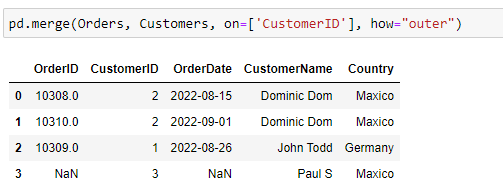 pd.merge(Orders, Customers, on=['CustomerID'], how="outer")
OrderID CustomerID OrderDate CustomerName Country
0 10308.0 2 2022-08-15 Dominic Dom Maxico
1 10310.0 2 2022-09-01 Dominic Dom Maxico
2 10309.0 1 2022-08-26 John Todd Germany
3 NaN 3 NaN Paul S Maxico